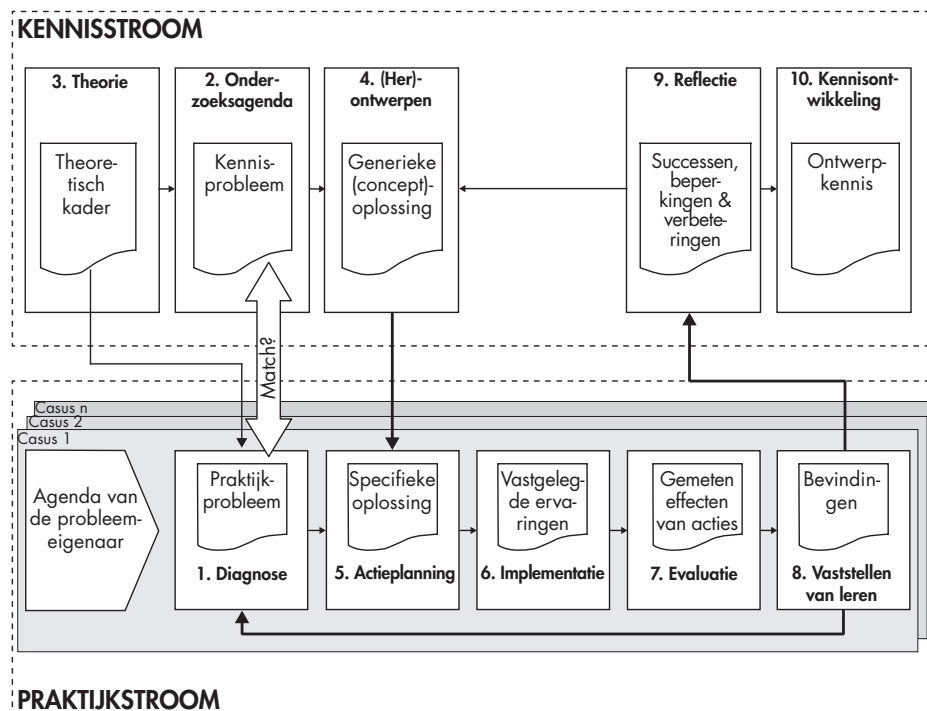 KENNISSTROOM
3. Theorie
Theore-
tisch
kader
2. Onder-
zoeksagenda
Kennis-
probleem
4. (Her)-
ontwerpen
Generieke
(concept)-
oplossing
9. Reflectie
Successen,
beper-
kingen &
verbete-
ringen
10. Kennisont-
wikkeling
Ontwerp-
kennis
Match?
Casus n
Casus 2
Casus 1
Agenda van
de probleem-
eigenaar
Praktijk-
probleem
1. Diagnose
Specifieke
oplossing
5. Actieplanning
Vastgeleg-
de erva-
ringen
6. Implementatie
Gemeten
effecten
van acties
7. Evaluatie
Bevindin-
gen
8. Vaststellen
van leren
PRAKTIJKSTROOM